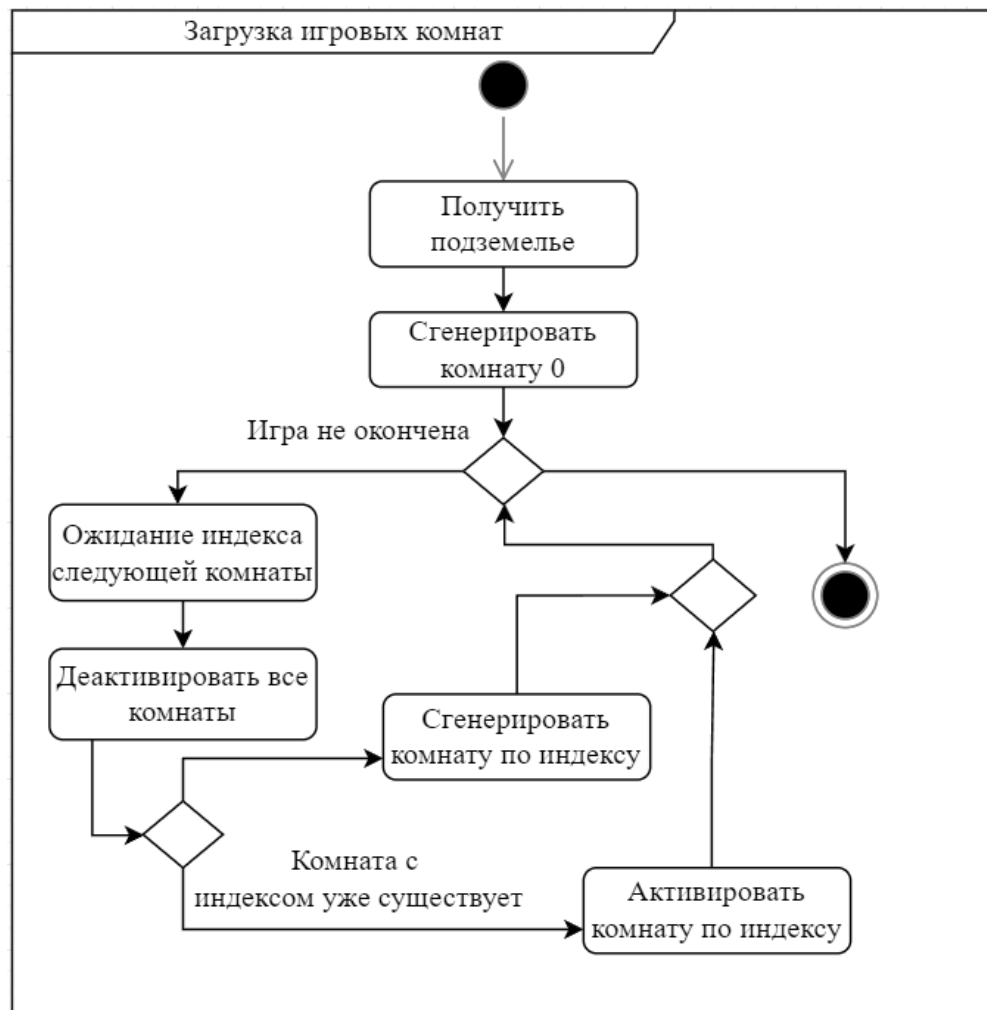 Загрузка игровых комнат
Получить
подземелье
Сгенерировать
комнату 0
Игра не окончена
Ожидание индекса
следующей комнаты
Деактивировать все
комнаты
Сгенерировать
комнату по индексу
Комната с
индексом уже существует
Активировать
комнату по индексу